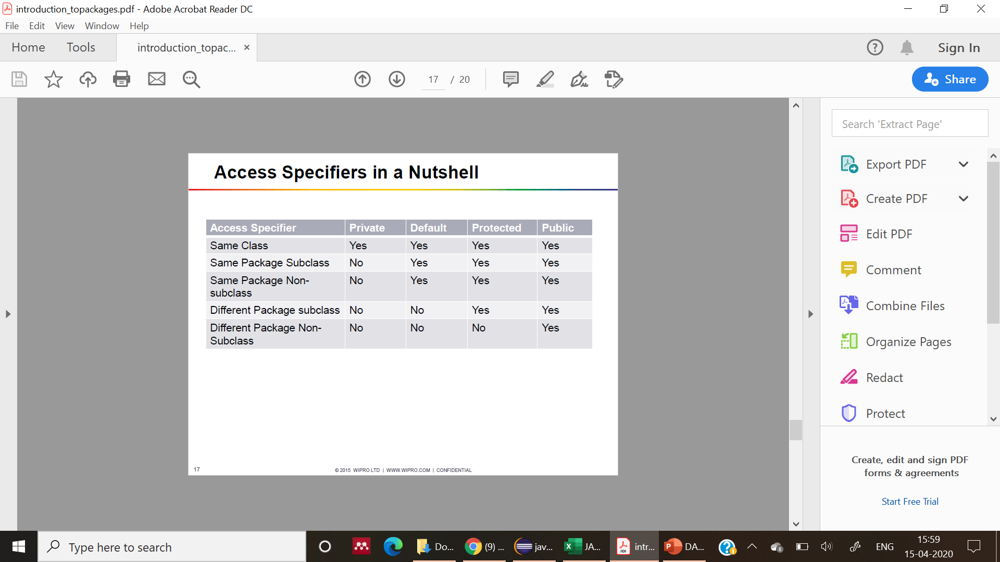 introduction_topackages.pdf - Adobe Acrobat Reader DC
File Edit View Window Help
Home Tools introduction_topac... × Sign In
17 / 20 Share
Search 'Extract Page'
Export PDF
Create PDF
Edit PDF
Comment
Combine Files
Organize Pages
Redact
Protect
Create, edit and sign PDF
forms & agreements
Start Free Trial
Access Specifiers in a Nutshell
Access Specifier Private Default Protected Public
Same Class Yes Yes Yes Yes
Same Package Subclass No Yes Yes Yes
Same Package Non- No Yes Yes Yes
subclass
Different Package subclass No No Yes Yes
Different Package Non- No No No Yes
Subclass
17 © 2015 WIPRO LTD | WWW.WIPRO.COM | CONFIDENTIAL
Type here to search Do... (9) ... jav... JA... intr... DA... ENG 15:59
15-04-2020